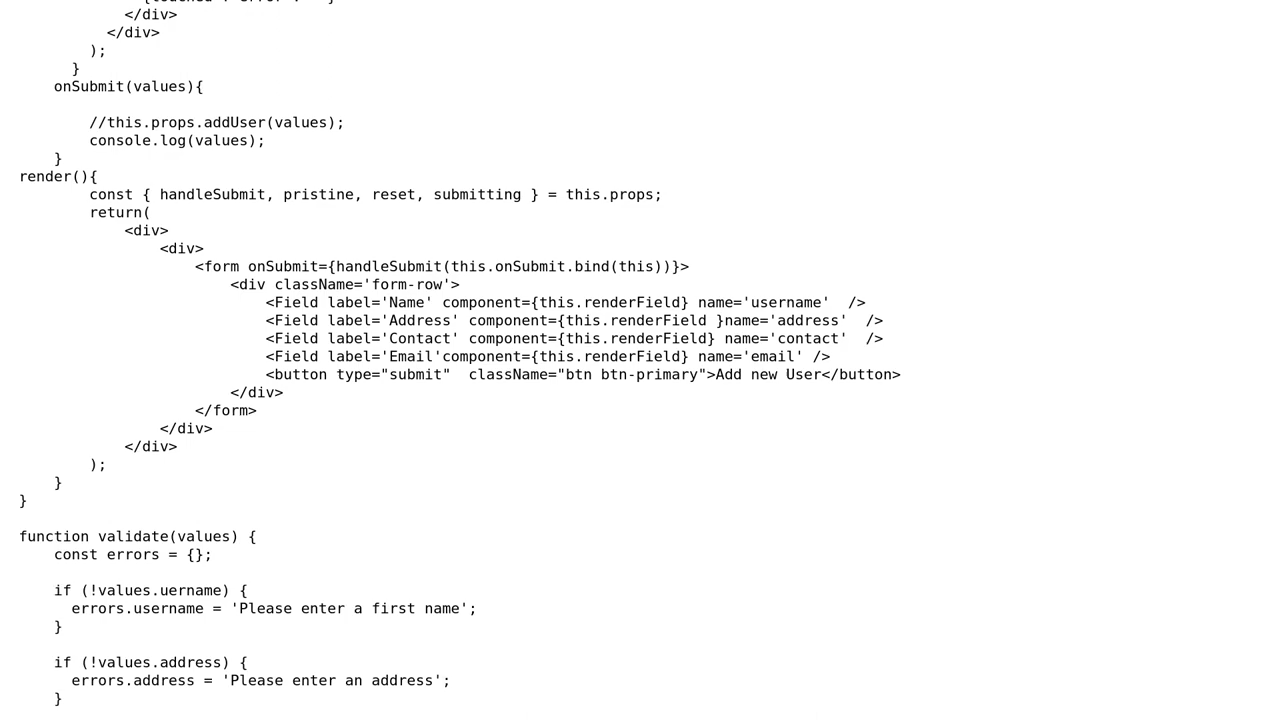 </div>
</div>
);
}
onSubmit(values){
//this.props.addUser(values);
console.log(values);
}
render(){
const { handleSubmit, pristine, reset, submitting } = this.props;
return(
<div>
<div>
<form onSubmit={handleSubmit(this.onSubmit.bind(this))}>
<div className='form-row'>
<Field label='Name' component={this.renderField} name='username'  />
<Field label='Address' component={this.renderField }name='address'  />
<Field label='Contact' component={this.renderField} name='contact'  />
<Field label='Email'component={this.renderField} name='email' />
<button type="submit"  className="btn btn-primary">Add new User</button>
</div>
</form>
</div>
</div>
);
}
}
function validate(values) {
const errors = {};
if (!values.uername) {
errors.username = 'Please enter a first name';
}
if (!values.address) {
errors.address = 'Please enter an address';
}